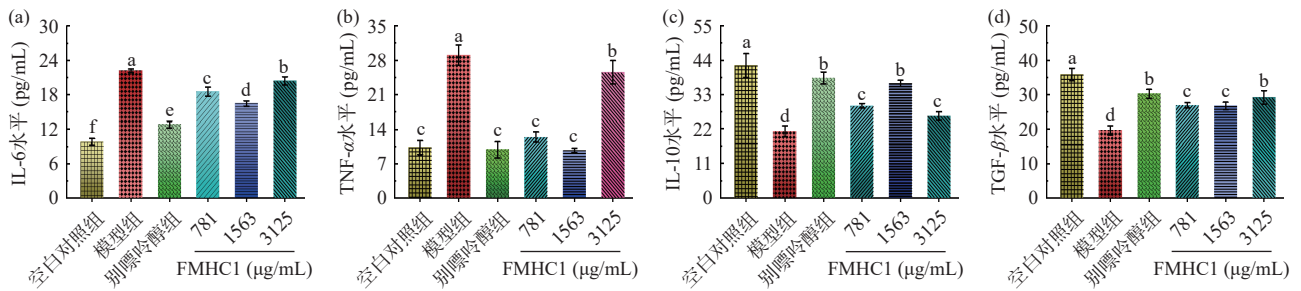 (a)
IL-6水平 (pg/mL)
30
24
18
12
6
0
f
a
e
c
d
b
空白对照组
模型组
别嘌呤醇组
781
1563
3125
FMHC1 (μg/mL)
(b)
TNF-α水平 (pg/mL)
35
28
21
14
7
0
c
a
c
c
c
b
空白对照组
模型组
别嘌呤醇组
781
1563
3125
FMHC1 (μg/mL)
(c)
IL-10水平 (pg/mL)
55
44
33
22
11
0
a
d
b
c
b
c
空白对照组
模型组
别嘌呤醇组
781
1563
3125
FMHC1 (μg/mL)
(d)
TGF-β水平 (pg/mL)
50
40
30
20
10
0
a
d
b
c
c
b
空白对照组
模型组
别嘌呤醇组
781
1563
3125
FMHC1 (μg/mL)